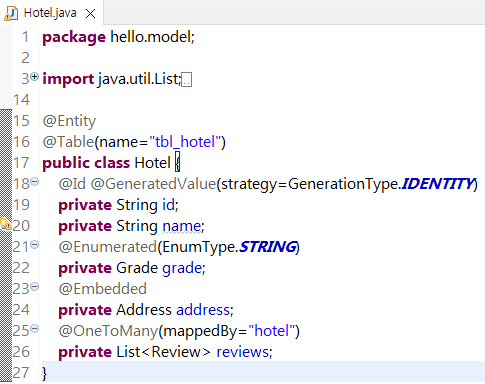 Hotel.java
1 package hello.model;
2
3 import java.util.List;
14
15 @Entity
16 @Table(name="tbl_hotel")
17 public class Hotel {
18 @Id @GeneratedValue(strategy=GenerationType.IDENTITY)
19 private String id;
20 private String name;
21 @Enumerated(EnumType.STRING)
22 private Grade grade;
23 @Embedded
24 private Address address;
25 @OneToMany(mappedBy="hotel")
26 private List<Review> reviews;
27 }